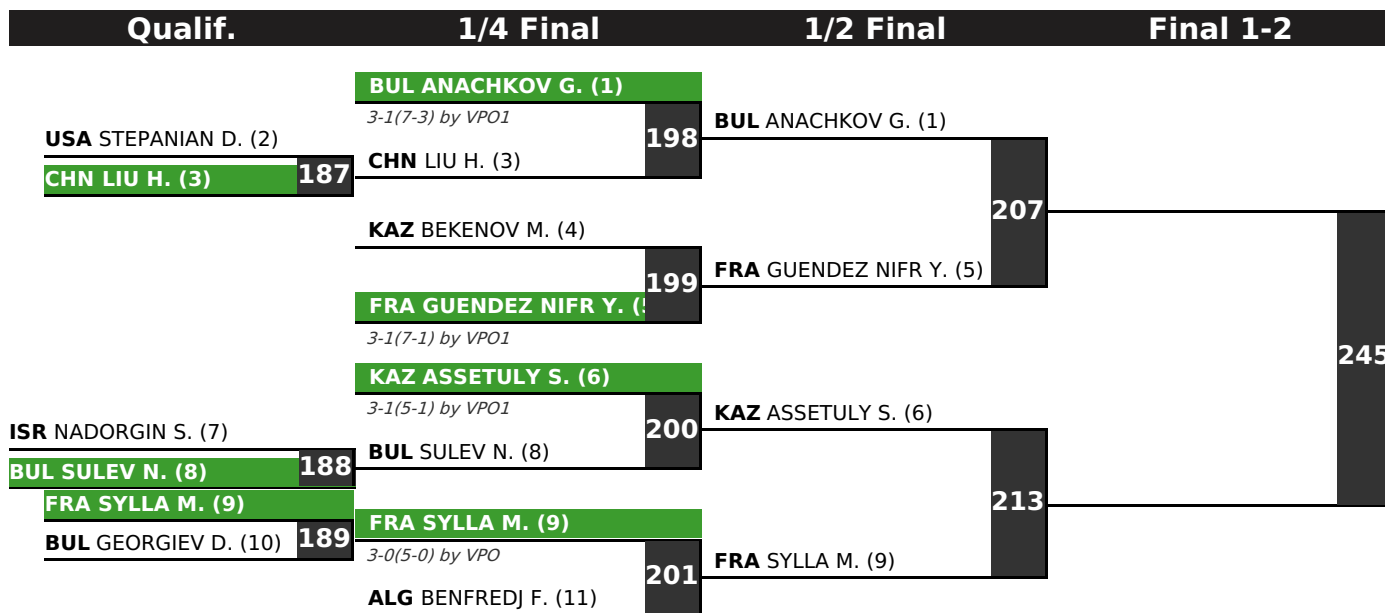 Qualif. 1/4 Final 1/2 Final Final 1-2
BUL ANACHKOV G. (1)
3-1(7-3) by VPO1
BUL ANACHKOV G. (1)
USA STEPANIAN D. (2)
198
CHN LIU H. (3)
187
CHN LIU H. (3)
207
KAZ BEKENOV M. (4)
FRA GUENDEZ NIFR Y. (5)
199
FRA GUENDEZ NIFR Y. (
3-1(7-1) by VPO1
245
KAZ ASSETULY S. (6)
3-1(5-1) by VPO1
KAZ ASSETULY S. (6)
ISR NADORGIN S. (7)
200
BUL SULEV N. (8)
188
BUL SULEV N. (8)
FRA SYLLA M. (9)
213
FRA SYLLA M. (9)
BUL GEORGIEV D. (10)
189
3-0(5-0) by VPO
FRA SYLLA M. (9)
201
ALG BENFREDJ F. (11)